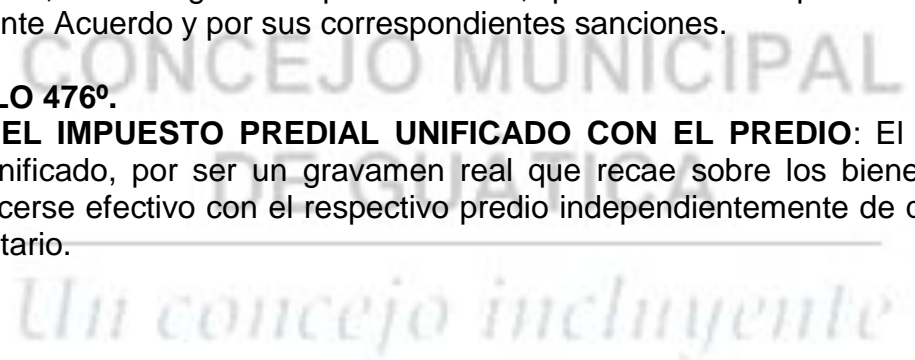 nte Acuerdo y por sus correspondientes sanciones.
CONCEJO MUNICIPAL
LO 476º.
EL IMPUESTO PREDIAL UNIFICADO CON EL PREDIO: El
nificado, por ser un gravamen real que recae sobre los biene
DE GUATICA
cerse efectivo con el respectivo predio independientemente de
tario.
Un concejo incluyente